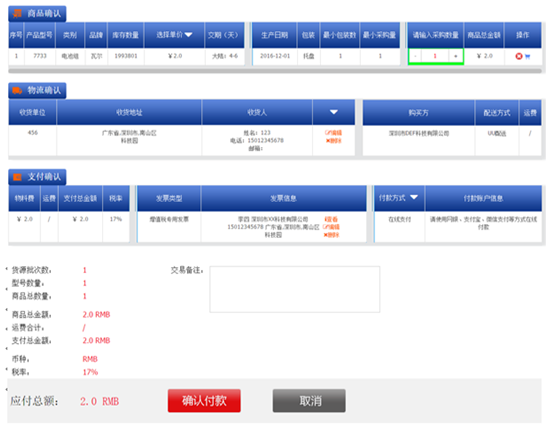 商品确认
序号 产品型号 类别 品牌 库存数量 选择单价 交期（天） 生产日期 包装 最小包装数 最小采购量 请输入采购数量 商品总金额 操作
1 7733 电池组 瓦尔 1993801 ￥2.0 大陆：4-6 2016-12-01 托盘 1 1 - 1 + ￥2.0
物流确认
收货单位 收货地址 收货人 购买方 配送方式 运费
456 广东省,深圳市,南山区 科技园 姓名：123 电话：15012345678 邮编： 编辑 删除 深圳市DEF科技有限公司 UU配送 /
支付确认
物料费 运费 支付总金额 税率 发票类型 发票信息 付款方式 付款账户信息
￥2.0 / ￥2.0 17% 增值税专用发票 李四 深圳市XX科技有限公司 15012345678 广东省,深圳市,南山区 科技园 查看 编辑 删除 在线支付 请使用网银、支付宝、微信支付等方式在线付款
货源批次数： 1 交易备注：
型号数量： 1
商品总数量： 1
商品总金额： 2.0 RMB
运费合计： /
支付总金额： 2.0 RMB
币种： RMB
税率： 17%
应付总额： 2.0 RMB 确认付款 取消